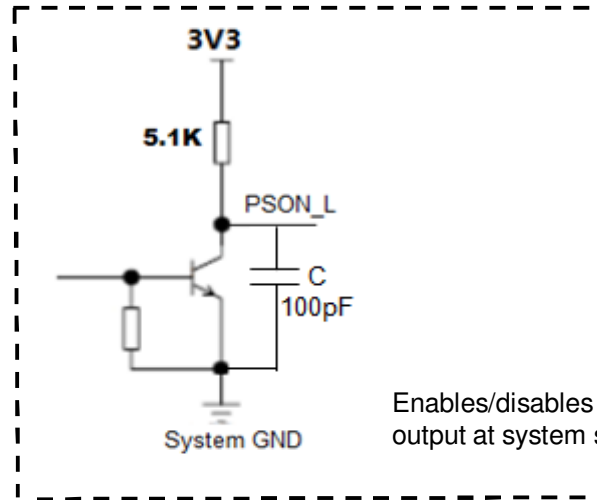 3V3
5.1K
PSON_L
C
100pF
System GND
Enables/disables
output at system